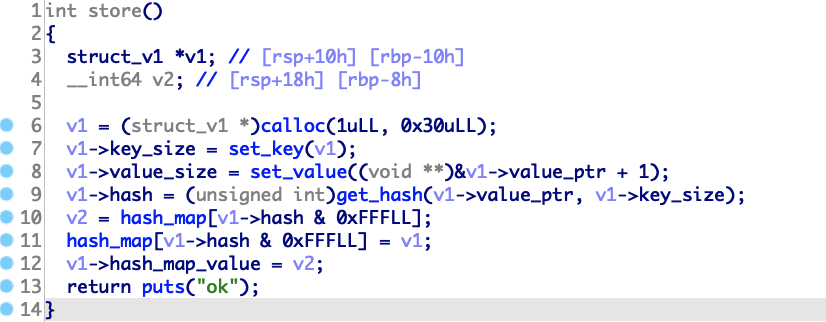 1 int store()
2 {
3   struct_v1 *v1; // [rsp+10h] [rbp-10h]
4   __int64 v2; // [rsp+18h] [rbp-8h]
5
6   v1 = (struct_v1 *)calloc(1uLL, 0x30uLL);
7   v1->key_size = set_key(v1);
8   v1->value_size = set_value((void **)&v1->value_ptr + 1);
9   v1->hash = (unsigned int)get_hash(v1->value_ptr, v1->key_size);
10   v2 = hash_map[v1->hash & 0xFFFLL];
11   hash_map[v1->hash & 0xFFFLL] = v1;
12   v1->hash_map_value = v2;
13   return puts("ok");
14 }